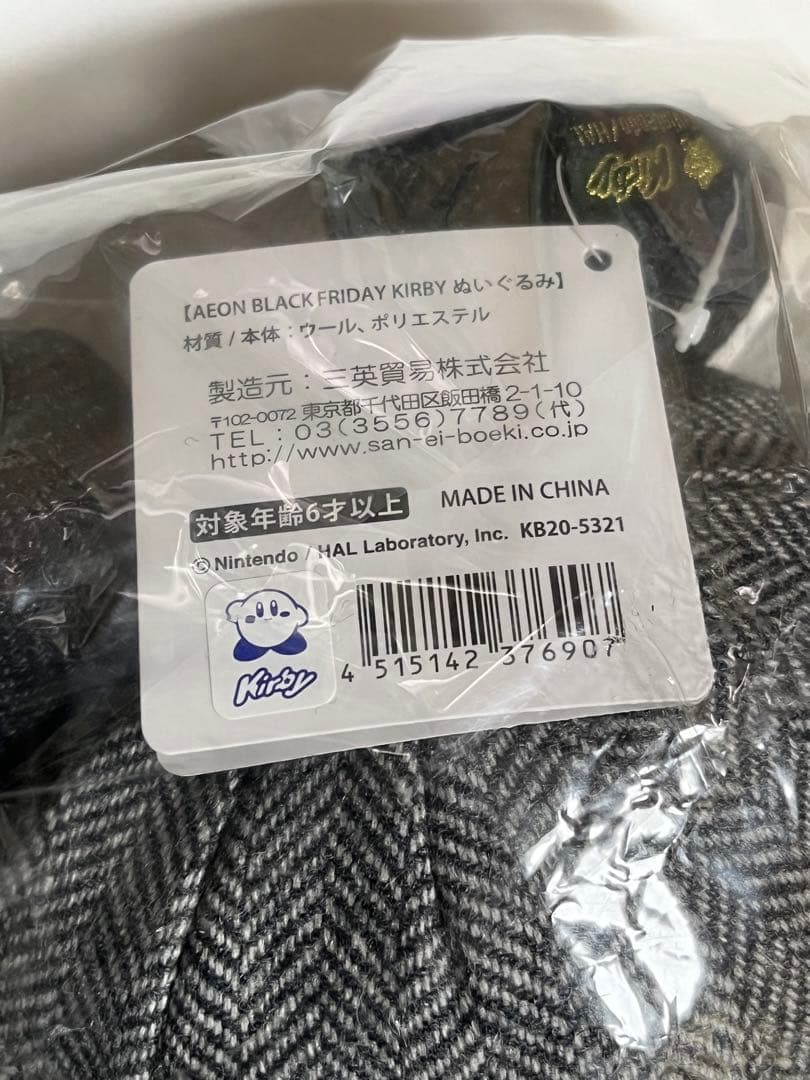 Nintendo/HAL
Kirby
【AEON BLACK FRIDAY KIRBY ぬいぐるみ】
材質/本体：ウール、ポリエステル
製造元：三英貿易株式会社
〒102-0072 東京都千代田区飯田橋2-1-10
TEL：03(3556)7789(代)
http://www.san-ei-boeki.co.jp
対象年齢6才以上 MADE IN CHINA
© Nintendo / HAL Laboratory, Inc. KB20-5321
Kirby
4 515142 376907